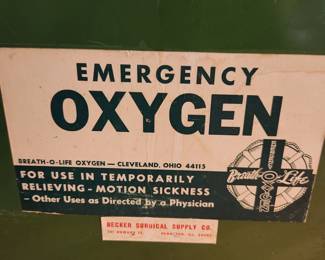 EMERGENCY
OXYGEN
BREATH-O-LIFE OXYGEN — CLEVELAND, OHIO 44115
FOR USE IN TEMPORARILY
RELIEVING – MOTION SICKNESS
– Other Uses as Directed by a Physician
Breath-O-Life
OXYGEN
BECKER SURGICAL SUPPLY CO.